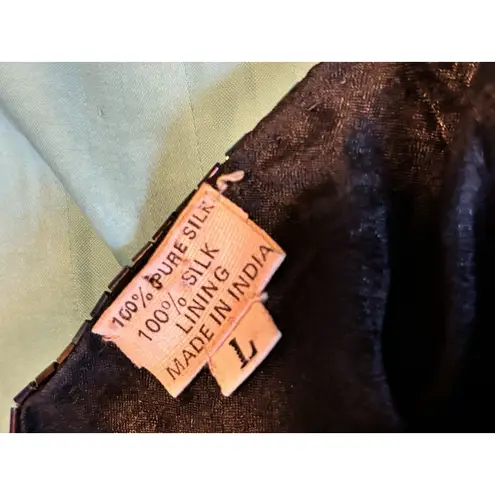 100% PURE SILK
100% SILK
LINING
MADE IN INDIA
L